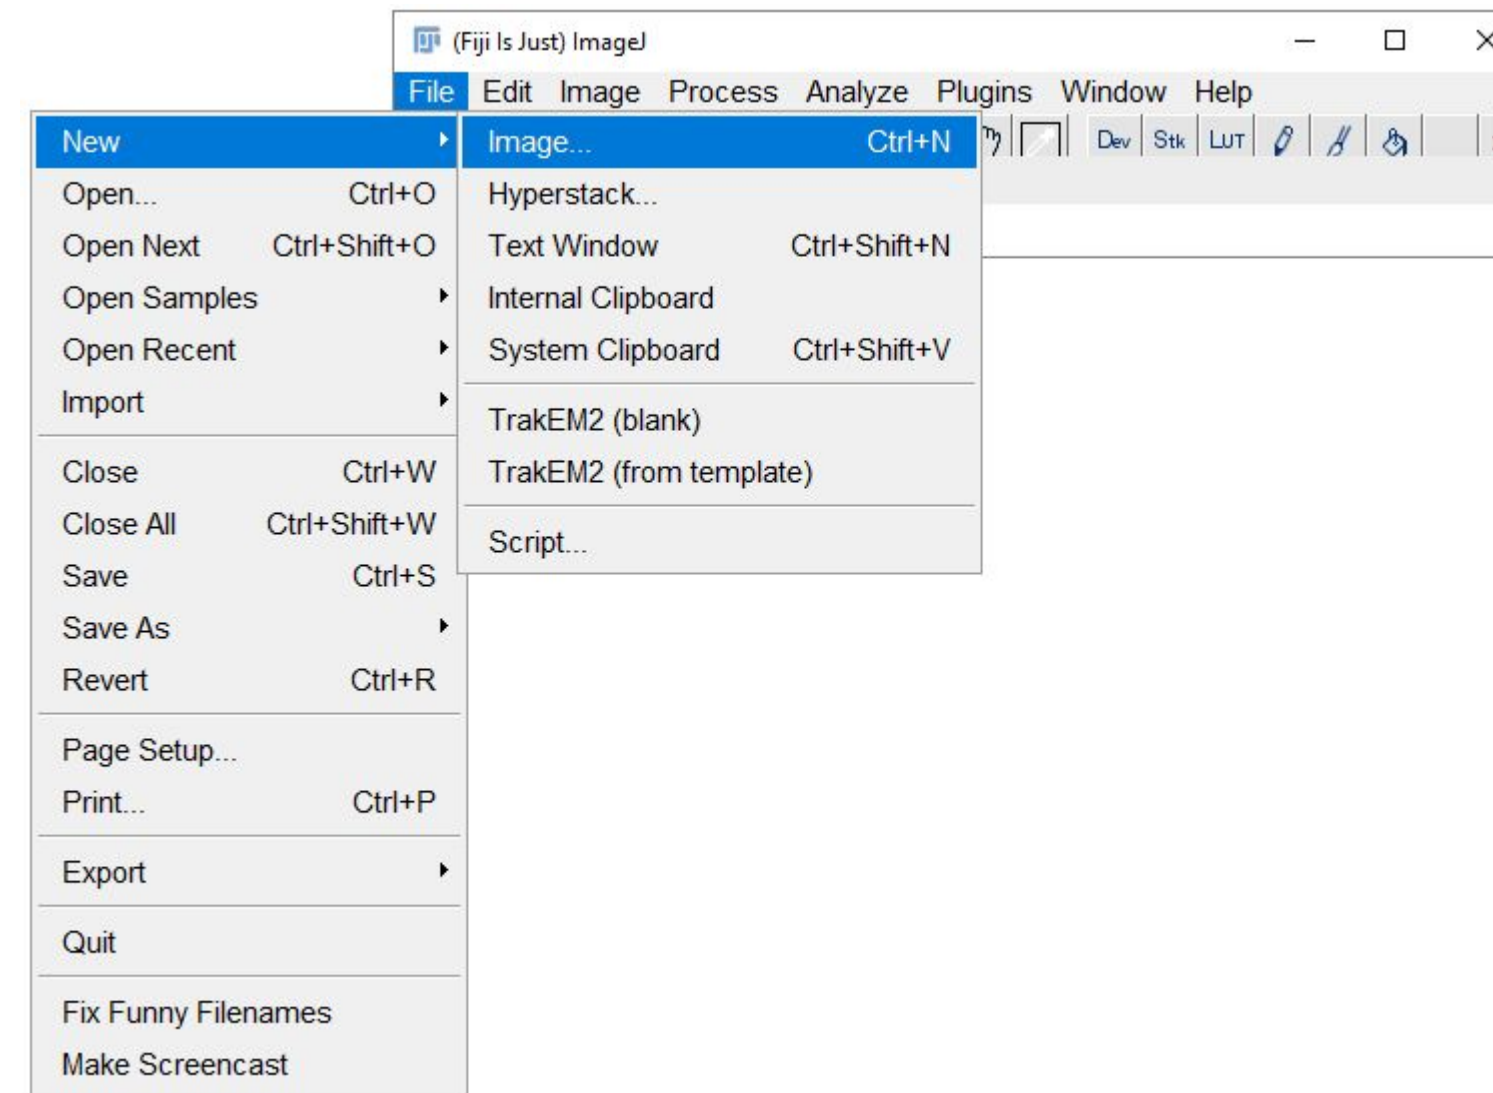 (Fiji Is Just) ImageJ
File Edit Image Process Analyze Plugins Window Help
Dev Stk LUT
New
Open... Ctrl+O
Open Next Ctrl+Shift+O
Open Samples
Open Recent
Import
Close Ctrl+W
Close All Ctrl+Shift+W
Save Ctrl+S
Save As
Revert Ctrl+R
Page Setup...
Print... Ctrl+P
Export
Quit
Fix Funny Filenames
Make Screencast
Image... Ctrl+N
Hyperstack...
Text Window Ctrl+Shift+N
Internal Clipboard
System Clipboard Ctrl+Shift+V
TrakEM2 (blank)
TrakEM2 (from template)
Script...